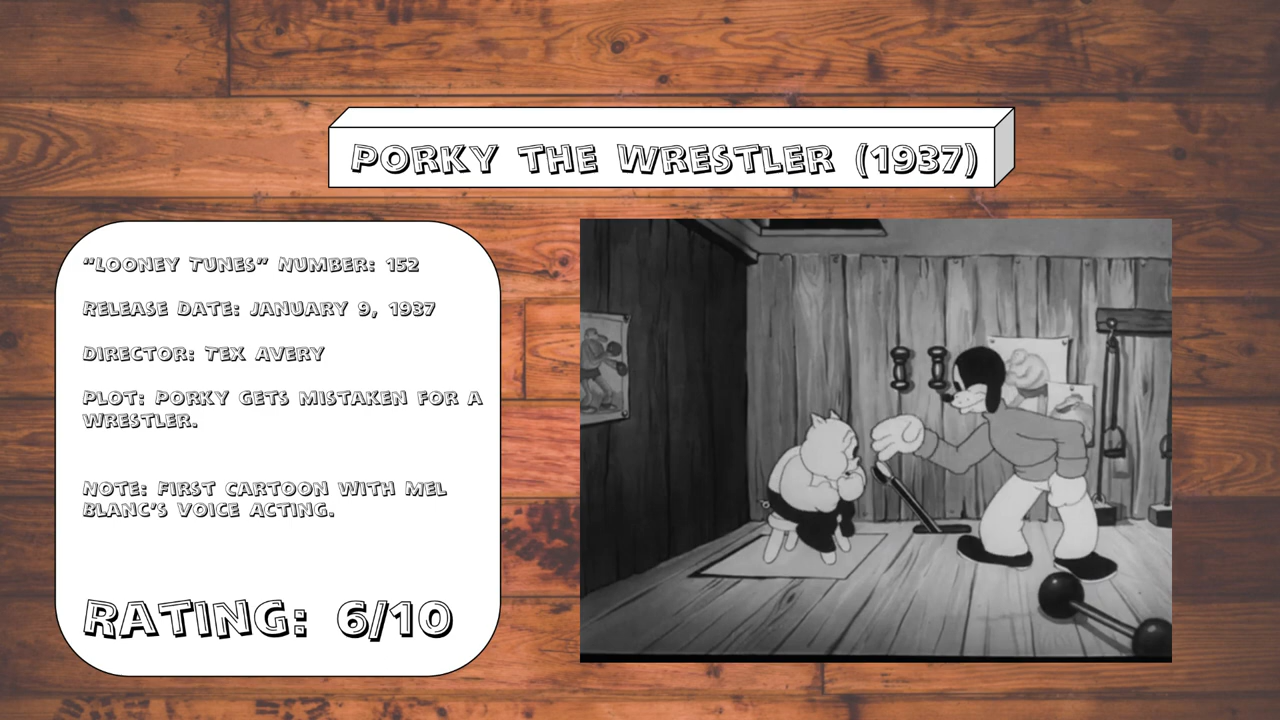 PORKY THE WRESTLER (1937)
"LOONEY TUNES" NUMBER: 152
RELEASE DATE: JANUARY 9, 1937
DIRECTOR: TEX AVERY
PLOT: PORKY GETS MISTAKEN FOR A
WRESTLER.
NOTE: FIRST CARTOON WITH MEL
BLANC'S VOICE ACTING.
RATING: 6/10